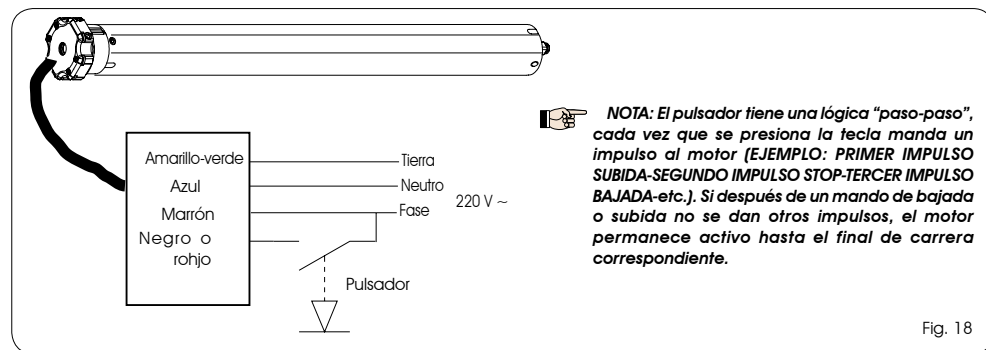 Amarillo-verde
Azul
Marrón
Negro o
rohjo
Tierra
Neutro
Fase
220 V ~
Pulsador
NOTA: El pulsador tiene una lógica “paso-paso”,
cada vez que se presiona la tecla manda un
impulso al motor (EJEMPLO: PRIMER IMPULSO
SUBIDA-SEGUNDO IMPULSO STOP-TERCER IMPULSO
BAJADA-etc.). Si después de un mando de bajada
o subida no se dan otros impulsos, el motor
permanece activo hasta el final de carrera
correspondiente.
Fig. 18